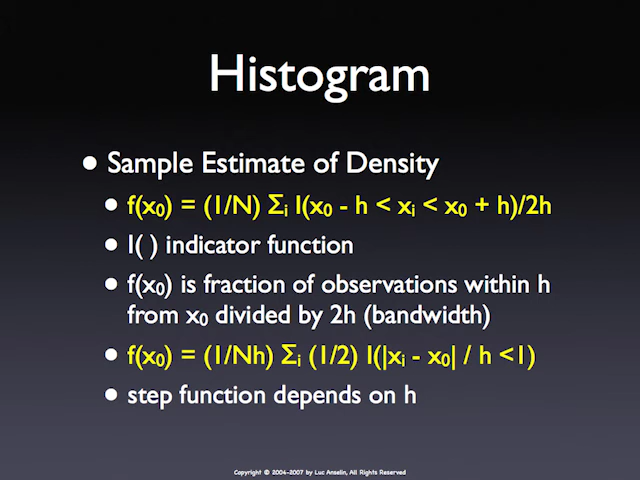 Histogram
• Sample Estimate of Density
• f(x₀) = (1/N) Σᵢ I(x₀ - h < xᵢ < x₀ + h)/2h
• I( ) indicator function
• f(x₀) is fraction of observations within h
from x₀ divided by 2h (bandwidth)
• f(x₀) = (1/Nh) Σᵢ (1/2) I(|xᵢ - x₀| / h <1)
• step function depends on h
Copyright © 2004-2007 by Luc Anselin, All Rights Reserved